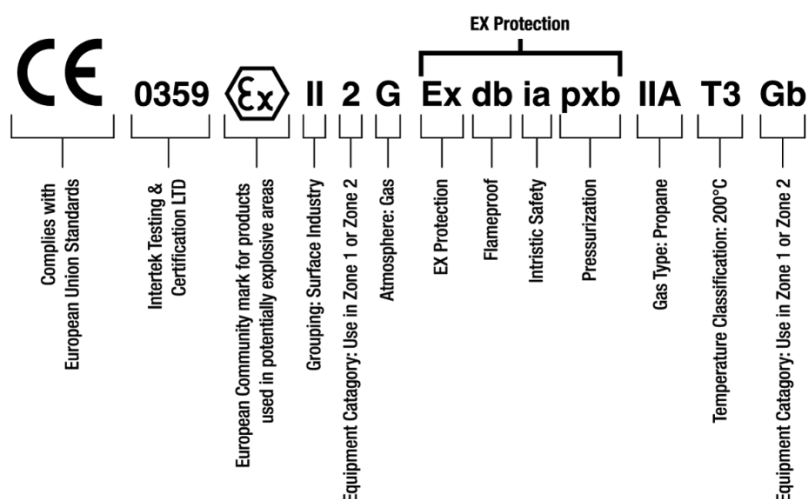 EX Protection
CE 0359 Ex II 2 G Ex db ia pxb IIA T3 Gb
Complies with
European Union Standards
Intertek Testing &
Certification LTD
European Community mark for products
used in potentially explosive areas
Grouping: Surface Industry
Equipment Catagory: Use in Zone 1 or Zone 2
Atmosphere: Gas
EX Protection
Flameproof
Intristic Safety
Pressurization
Gas Type: Propane
Temperature Classification: 200°C
Equipment Catagory: Use in Zone 1 or Zone 2